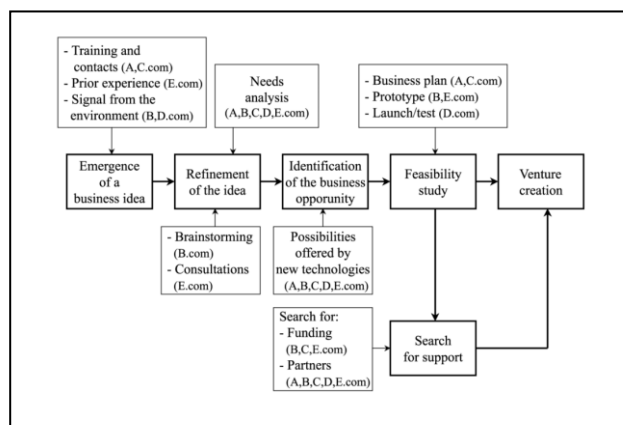 - Training and
contacts (A,C.com)
- Prior experience (E.com)
- Signal from the
environment (B,D.com)
Needs
analysis
(A,B,C,D,E.com)
- Business plan (A,C.com)
- Prototype (B,E.com)
- Launch/test (D.com)
Emergence
of a
business idea
Refinement
of the idea
Identification
of the business
opporunity
Feasibility
study
Venture
creation
- Brainstorming
(B.com)
- Consultations
(E.com)
Possibilities
offered by
new technologies
(A,B,C,D,E.com)
Search for:
- Funding
(B,C,E.com)
- Partners
(A,B,C,D,E.com)
Search
for support